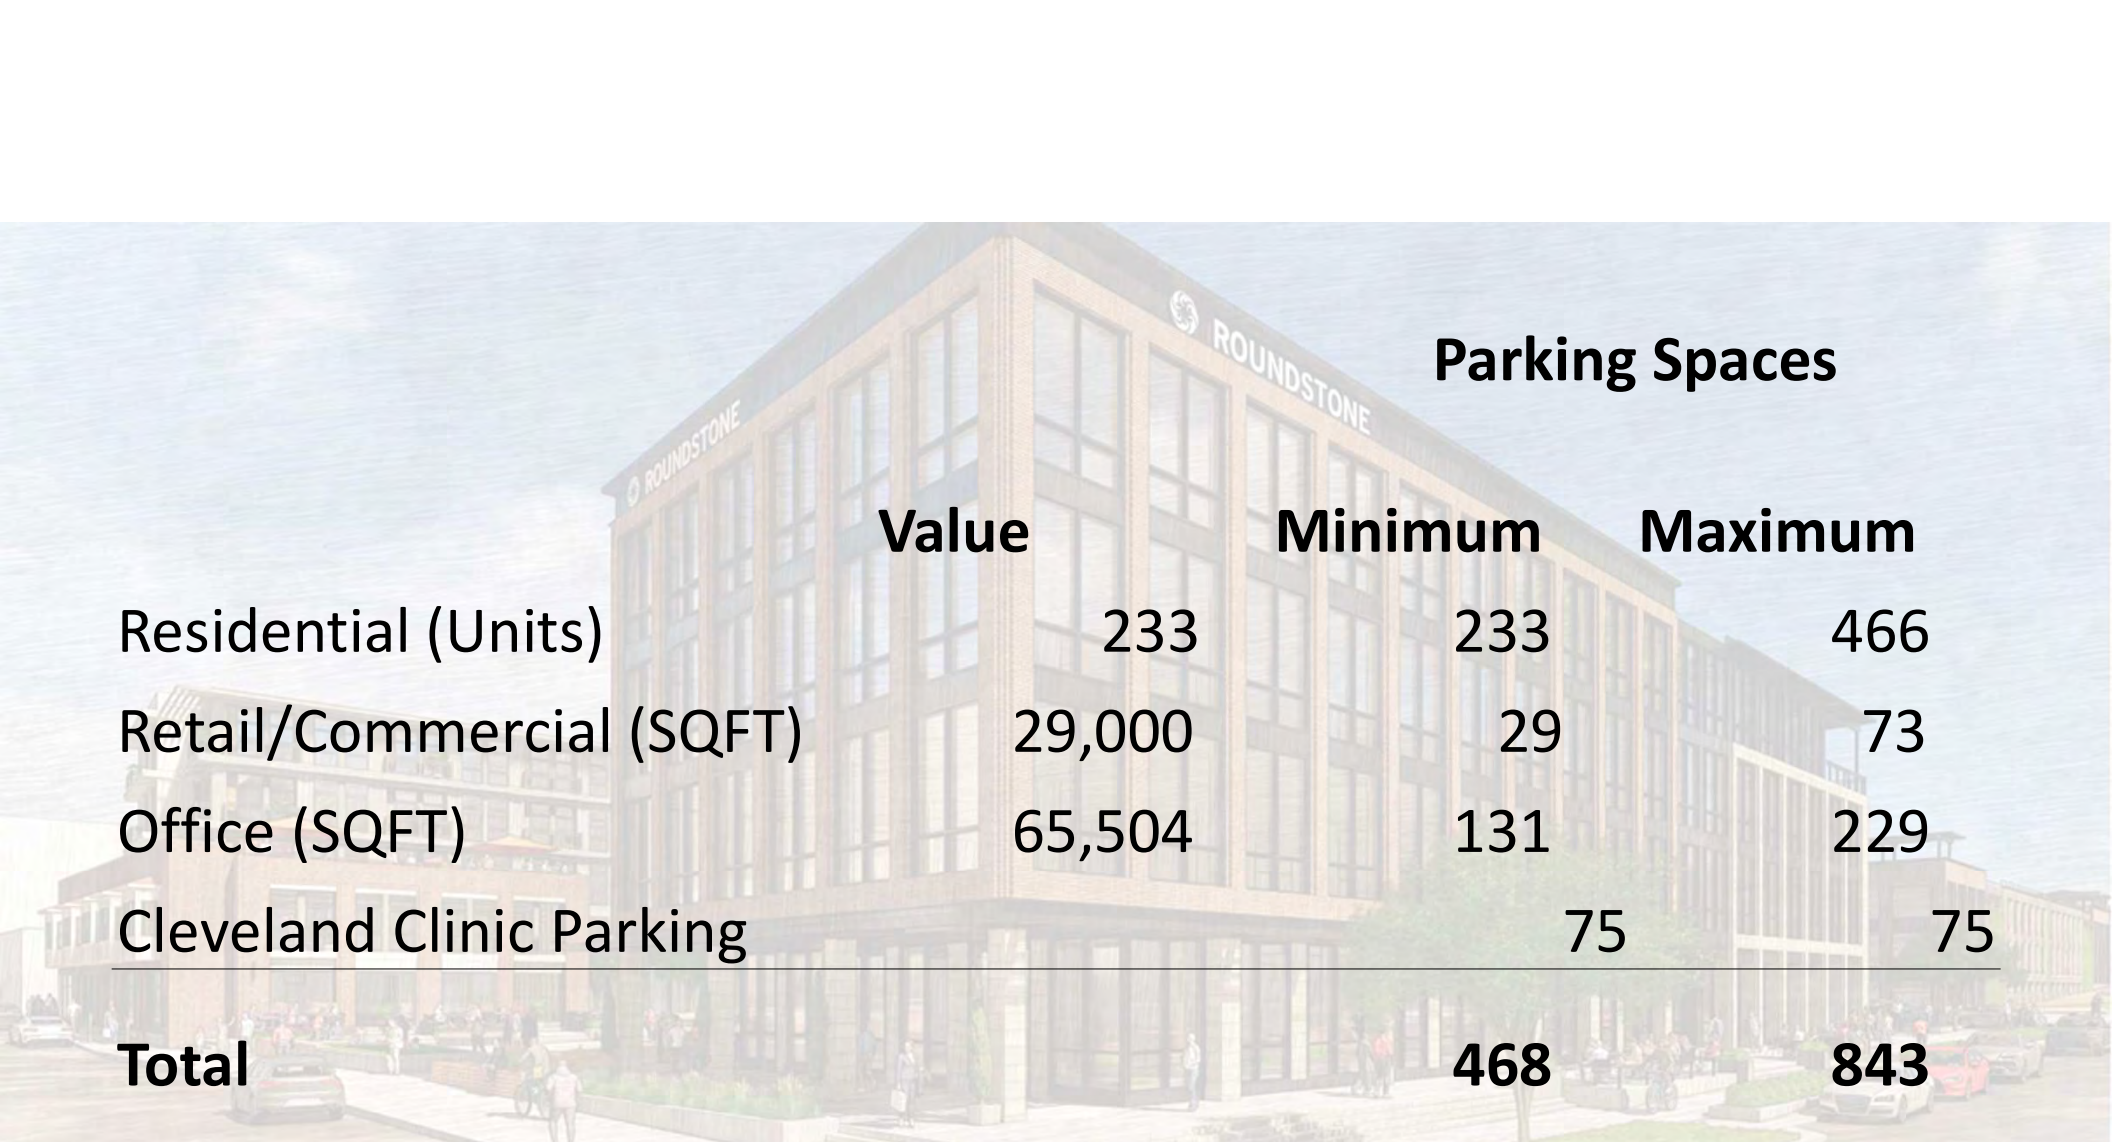 ROUNDSTONE
ROUNDSTONE
Parking Spaces
Value Minimum Maximum
Residential (Units) 233 233 466
Retail/Commercial (SQFT) 29,000 29 73
Office (SQFT) 65,504 131 229
Cleveland Clinic Parking 75 75
Total 468 843